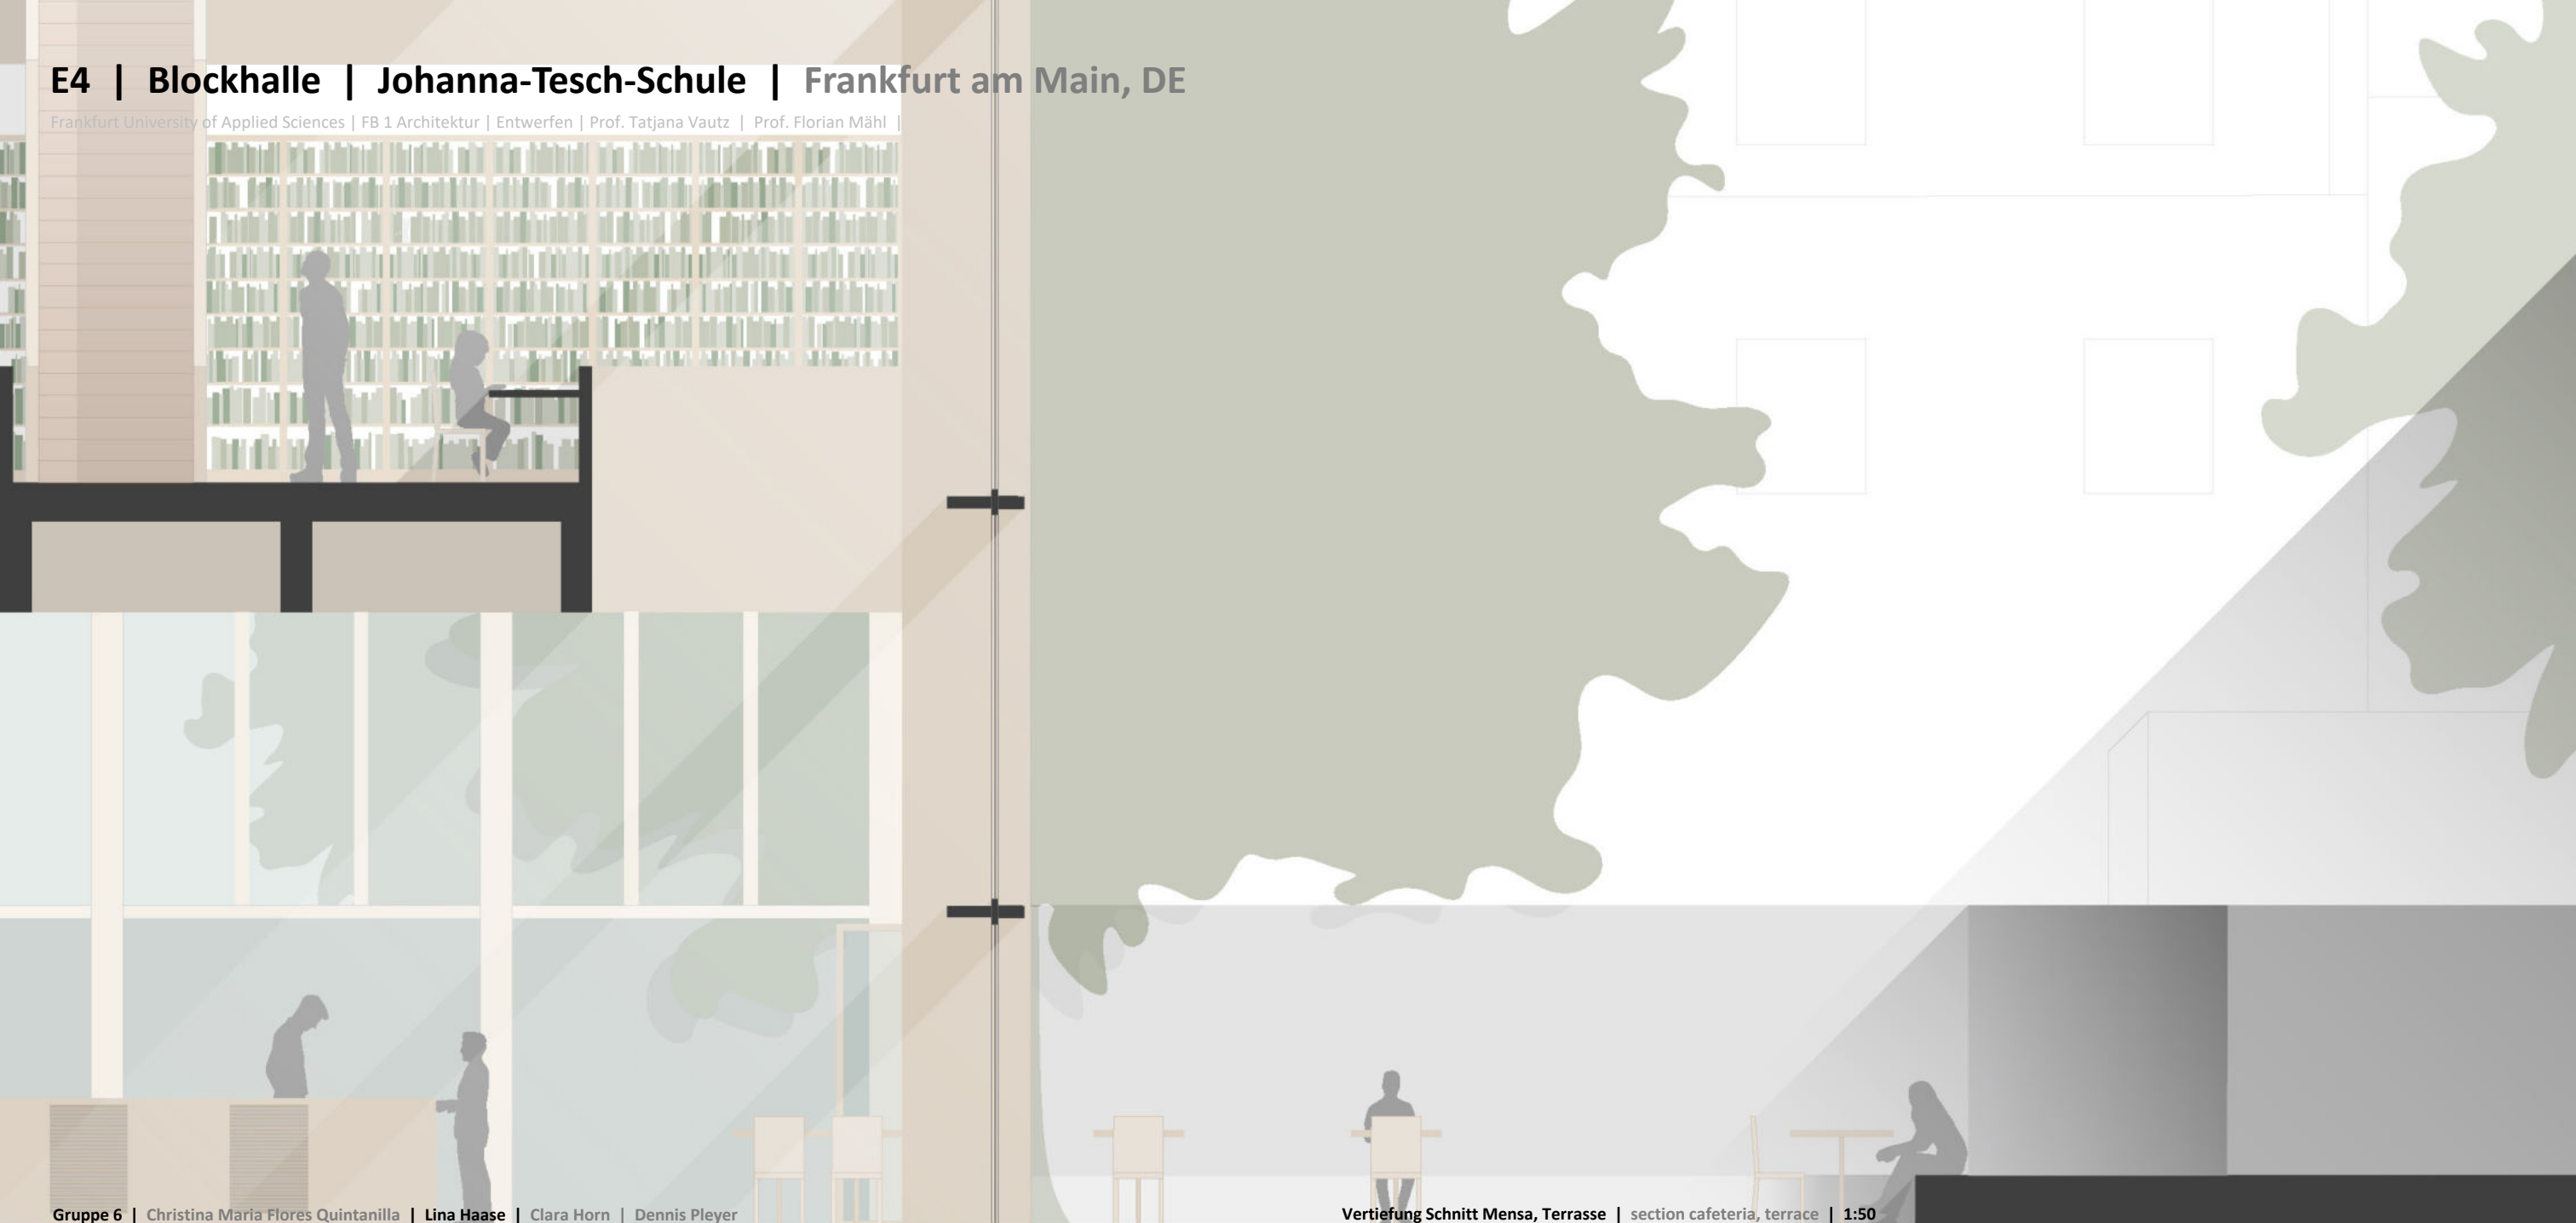 E4 | Blockhalle | Johanna-Tesch-Schule | Frankfurt am Main, DE
Frankfurt University of Applied Sciences | FB 1 Architektur | Entwerfen | Prof. Tatjana Vautz | Prof. Florian Mähl |
Gruppe 6 | Christina Maria Flores Quintanilla | Lina Haase | Clara Horn | Dennis Pleyer
Vertiefung Schnitt Mensa, Terrasse | section cafeteria, terrace | 1:50